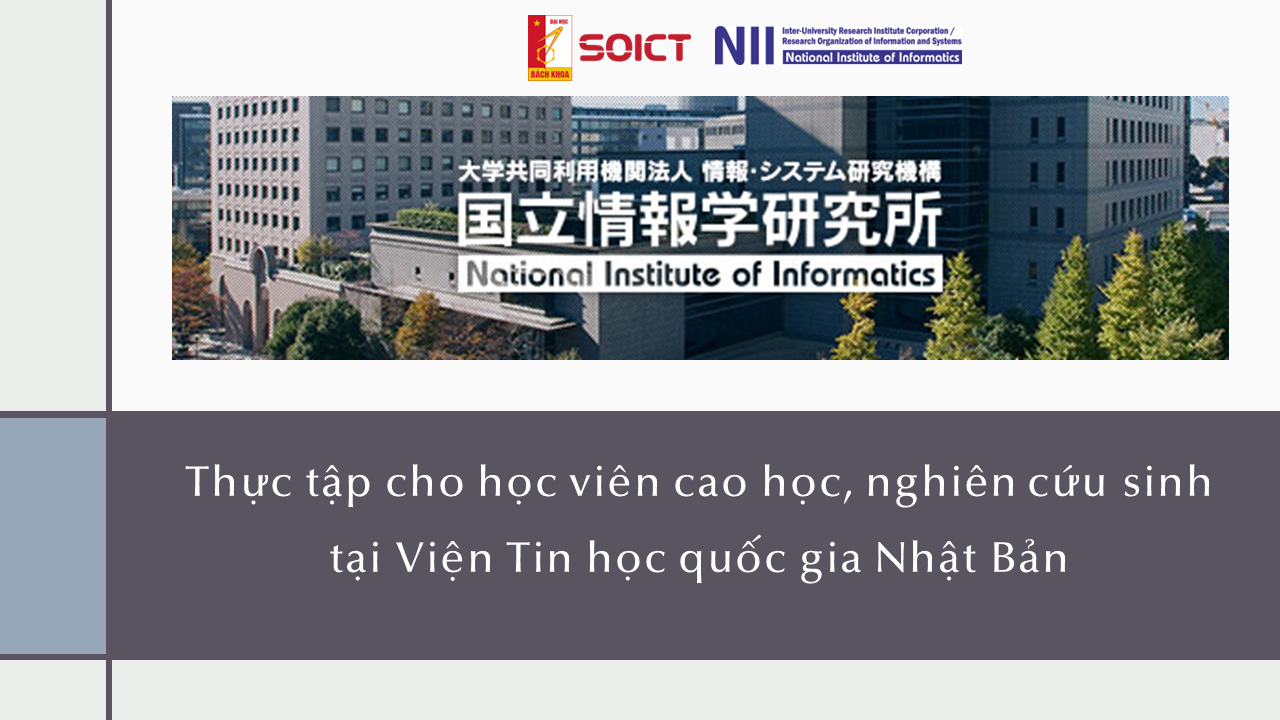 ĐẠI HỌC
BÁCH KHOA
SOICT
NII
Inter-University Research Institute Corporation /
Research Organization of Information and Systems
National Institute of Informatics
大学共同利用機関法人 情報・システム研究機構
国立情報学研究所
National Institute of Informatics
Thực tập cho học viên cao học, nghiên cứu sinh
tại Viện Tin học quốc gia Nhật Bản